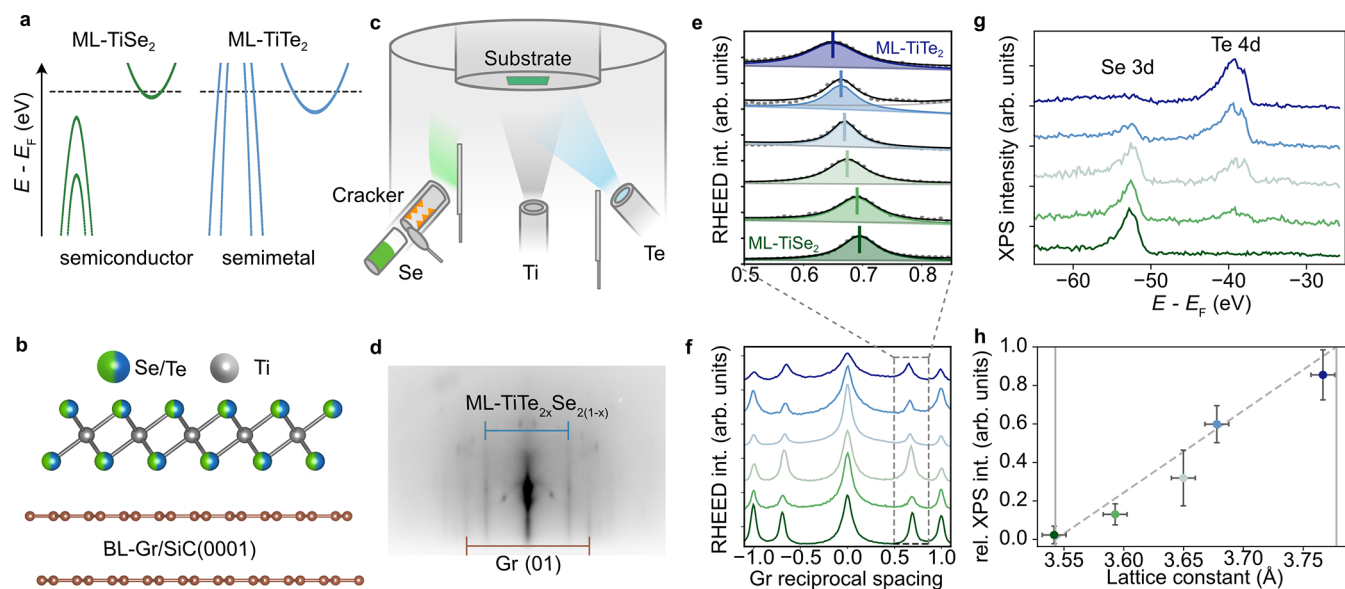 a
ML-TiSe2
ML-TiTe2
E - EF (eV)
semiconductor
semimetal
b
Se/Te
Ti
BL-Gr/SiC(0001)
c
Substrate
Cracker
Se
Ti
Te
d
ML-TiTe2xSe2(1-x)
Gr (01)
e
RHEED int. (arb. units)
ML-TiTe2
ML-TiSe2
0.5 0.6 0.7 0.8
f
RHEED int. (arb. units)
−1.0 −0.5 0.0 0.5 1.0
Gr reciprocal spacing
g
XPS intensity (arb. units)
Se 3d
Te 4d
−60 −50 −40 −30
E - EF (eV)
h
rel. XPS int. (arb. units)
1.0
0.8
0.6
0.4
0.2
0.0
3.55 3.60 3.65 3.70 3.75
Lattice constant (Å)